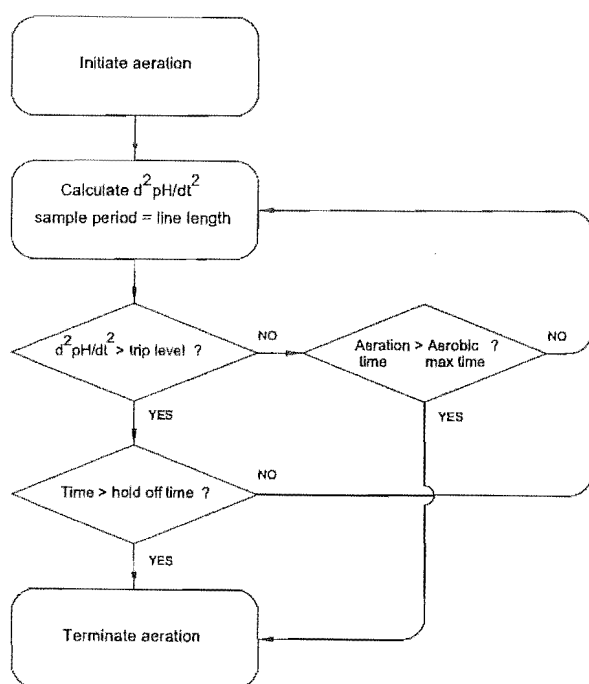 Initiate aeration
Calculate d²pH/dt²
sample period = line length
d²pH/dt² > trip level ?
NO
Aeration > Aerobic ?
time max time
NO
YES
YES
Time > hold off time ?
NO
YES
Terminate aeration